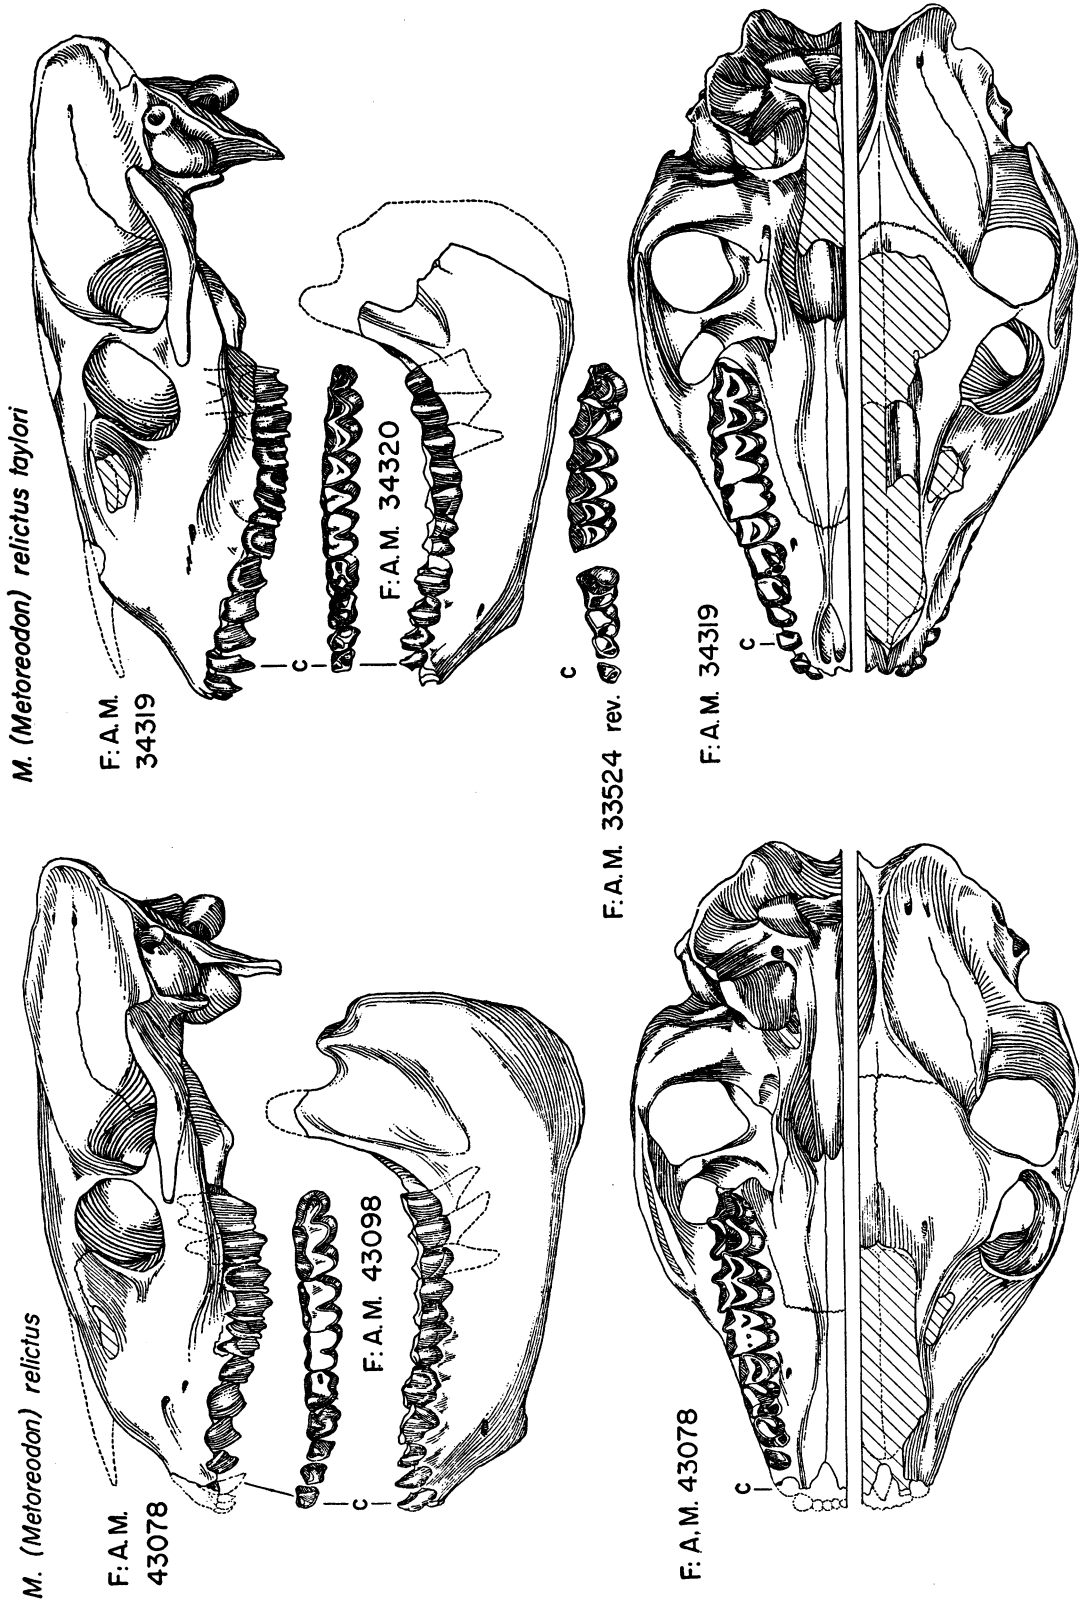 M. (Metoreodon) relictus
F:A.M.
43078
F:A.M. 43098
C
F:A.M. 43078
C
M. (Metoreodon) relictus taylori
F:A.M.
34319
C
F:A.M. 34320
C
F:A.M. 33524 rev.
F:A.M. 34319
C